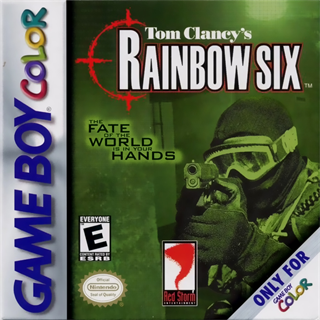 GAME BOY COLOR
Tom Clancy's
RAINBOW SIX™
THE
FATE
OF THE
WORLD
IS IN YOUR
HANDS
EVERYONE
E
CONTENT RATED BY
ESRB
Official
Nintendo
Seal of Quality
Red Storm
ENTERTAINMENT
ONLY FOR
GAME BOY
COLOR